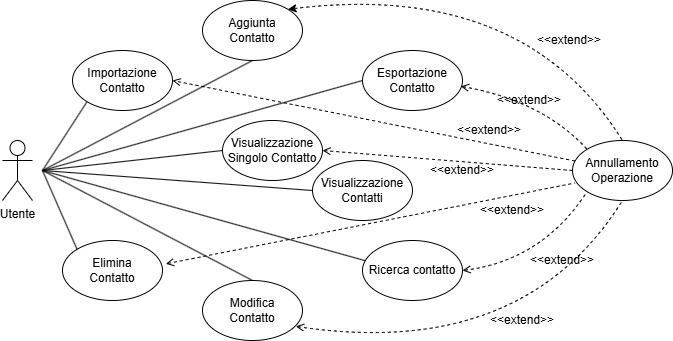 Aggiunta
Contatto
<<extend>>
Importazione
Contatto
Esportazione
Contatto
<<extend>>
<<extend>>
Visualizzazione
Singolo Contatto
<<extend>>
Annullamento
Operazione
Visualizzazione
Contatti
Utente
<<extend>>
Elimina
Contatto
Ricerca contatto
<<extend>>
Modifica
Contatto
<<extend>>